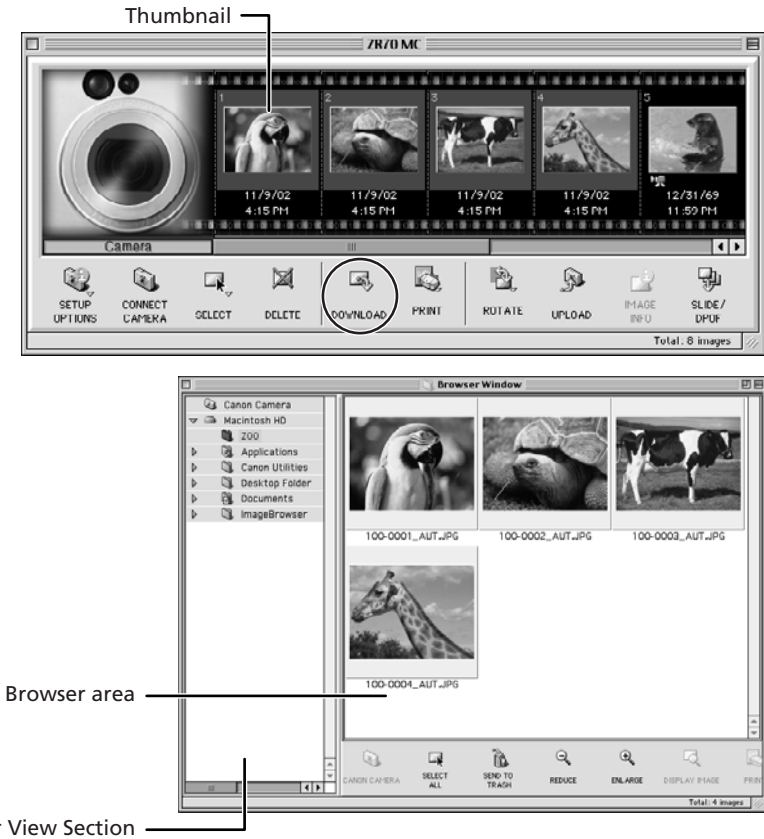 Thumbnail
ZR70 MC
1 2 3 4 5
11/9/02 11/9/02 11/9/02 11/9/02 12/31/69
4:15 PM 4:15 PM 4:15 PM 4:15 PM 11:59 PM
Camera
SETUP OPTIONS
CONNECT CAMERA
SELECT
DELETE
DOWNLOAD
PRINT
ROTATE
UPLOAD
IMAGE INFO
SLIDE/ DPOF
Total: 8 images
Browser Window
Canon Camera
Macintosh HD
ZOO
Applications
Canon Utilities
Desktop Folder
Documents
ImageBrowser
100-0001_AUT.JPG 100-0002_AUT.JPG 100-0003_AUT.JPG
100-0004_AUT.JPG
Browser area
CANON CAMERA
SELECT ALL
SEND TO TRASH
REDUCE
ENLARGE
DISPLAY IMAGE
Total: 4 images
View Section